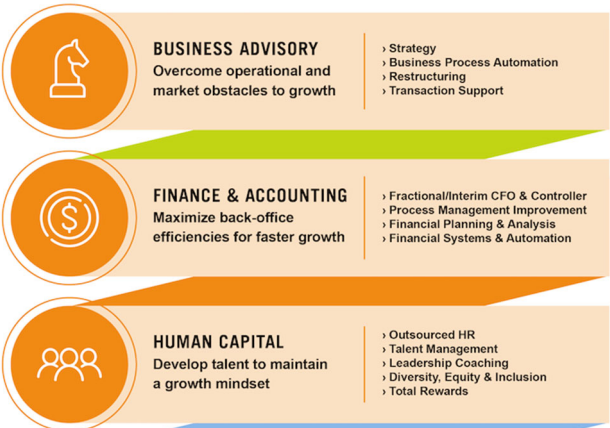 BUSINESS ADVISORY
Overcome operational and
market obstacles to growth
› Strategy
› Business Process Automation
› Restructuring
› Transaction Support
$
FINANCE & ACCOUNTING
Maximize back-office
efficiencies for faster growth
› Fractional/Interim CFO & Controller
› Process Management Improvement
› Financial Planning & Analysis
› Financial Systems & Automation
HUMAN CAPITAL
Develop talent to maintain
a growth mindset
› Outsourced HR
› Talent Management
› Leadership Coaching
› Diversity, Equity & Inclusion
› Total Rewards